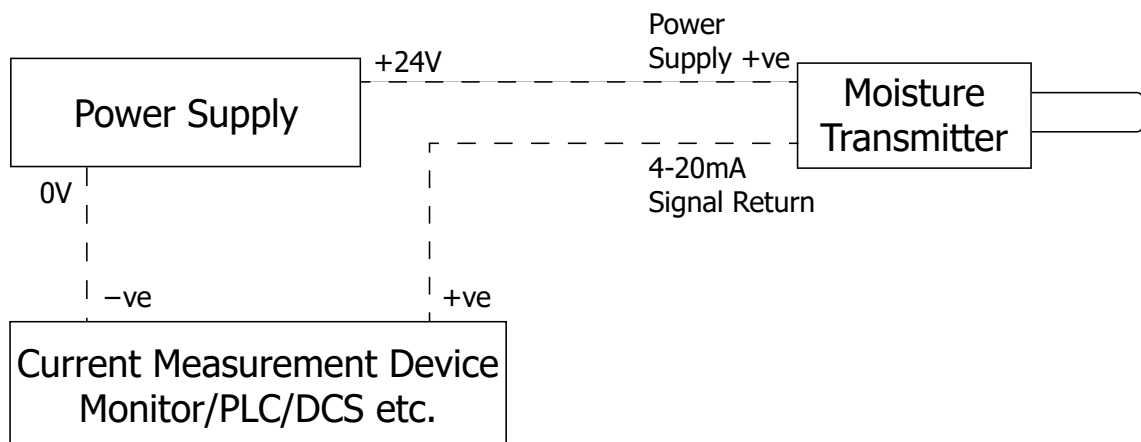 Power
Supply +ve
+24V
Power Supply
Moisture
Transmitter
4-20mA
Signal Return
0V
−ve
+ve
Current Measurement Device
Monitor/PLC/DCS etc.